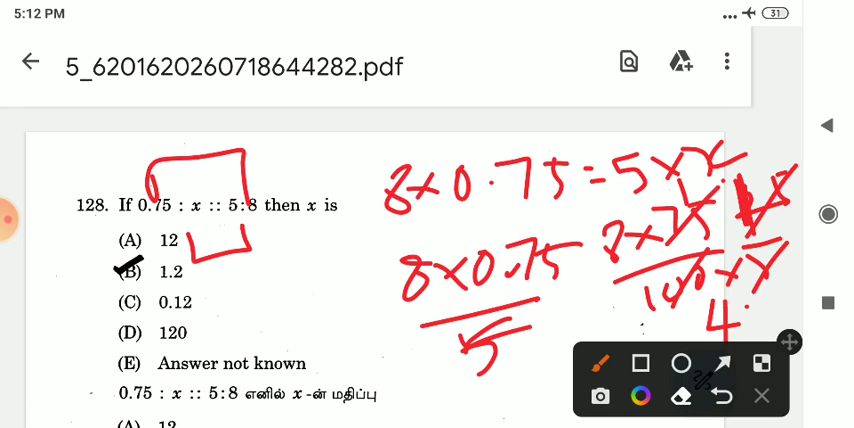 5:12 PM
31
5_6201620260718644282.pdf
128. If 0.75 : x :: 5:8 then x is
(A) 12
(B) 1.2
(C) 0.12
(D) 120
(E) Answer not known
0.75 : x :: 5:8 எனில் x-ன் மதிப்பு
(A) 12
8 × 0.75 = 5 × x
8 × 0.75
5